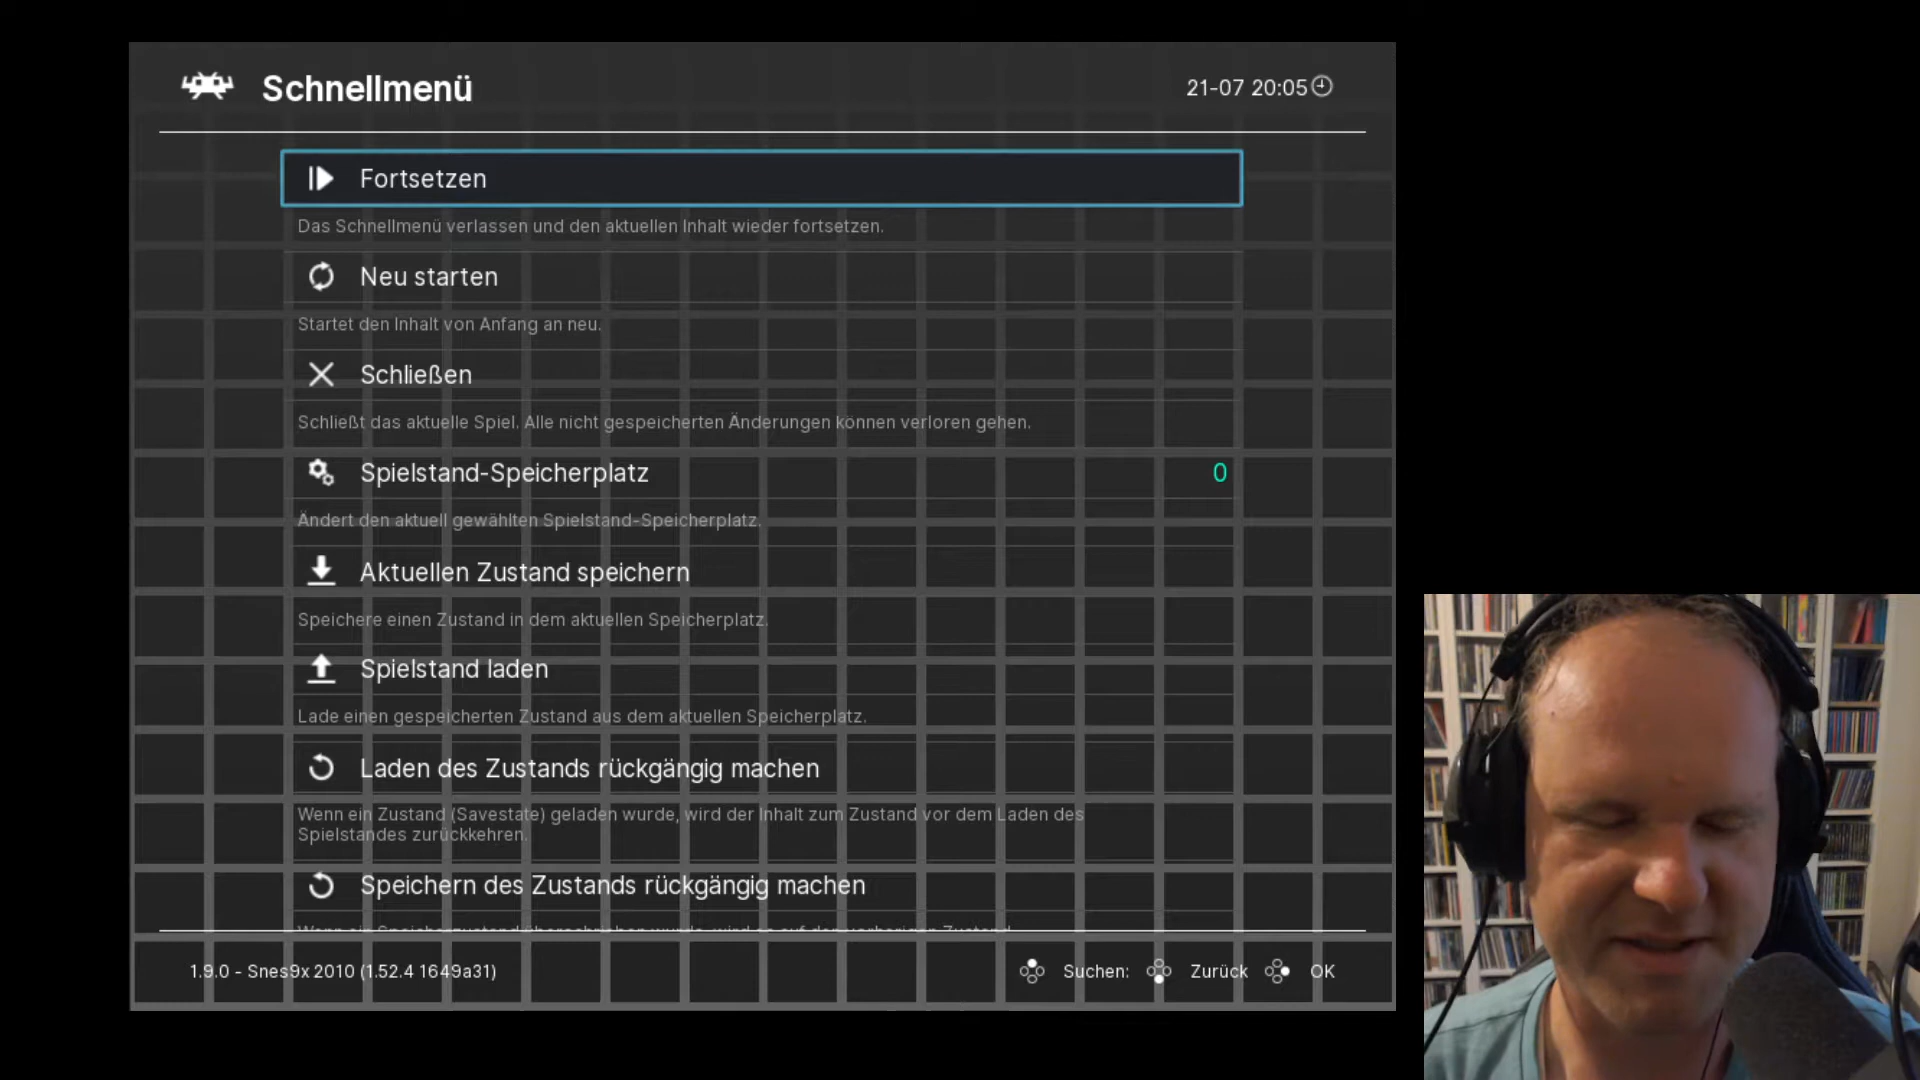 Schnellmenü
21-07 20:05
Fortsetzen
Das Schnellmenü verlassen und den aktuellen Inhalt wieder fortsetzen.
Neu starten
Startet den Inhalt von Anfang an neu.
Schließen
Schließt das aktuelle Spiel. Alle nicht gespeicherten Änderungen können verloren gehen.
Spielstand-Speicherplatz 0
Ändert den aktuell gewählten Spielstand-Speicherplatz.
Aktuellen Zustand speichern
Speichere einen Zustand in dem aktuellen Speicherplatz.
Spielstand laden
Lade einen gespeicherten Zustand aus dem aktuellen Speicherplatz.
Laden des Zustands rückgängig machen
Wenn ein Zustand (Savestate) geladen wurde, wird der Inhalt zum Zustand vor dem Laden des
Spielstandes zurückkehren.
Speichern des Zustands rückgängig machen
1.9.0 - Snes9x 2010 (1.52.4 1649a31)
Suchen: Zurück OK